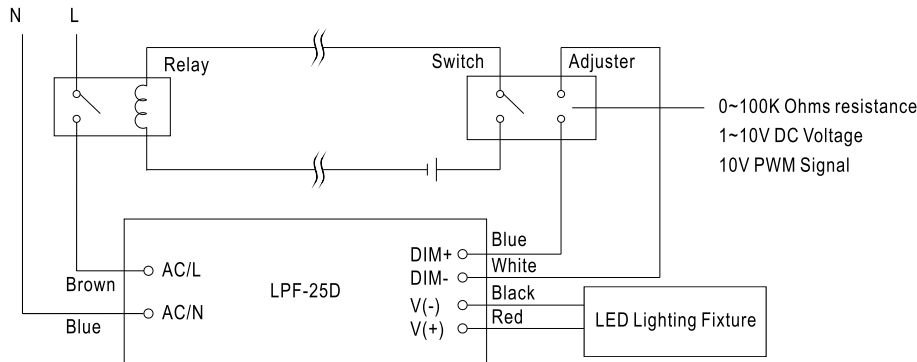 N
L
Relay
Switch
Adjuster
0~100K Ohms resistance
1~10V DC Voltage
10V PWM Signal
Brown
Blue
AC/L
AC/N
LPF-25D
DIM+
DIM-
V(-)
V(+)
Blue
White
Black
Red
LED Lighting Fixture